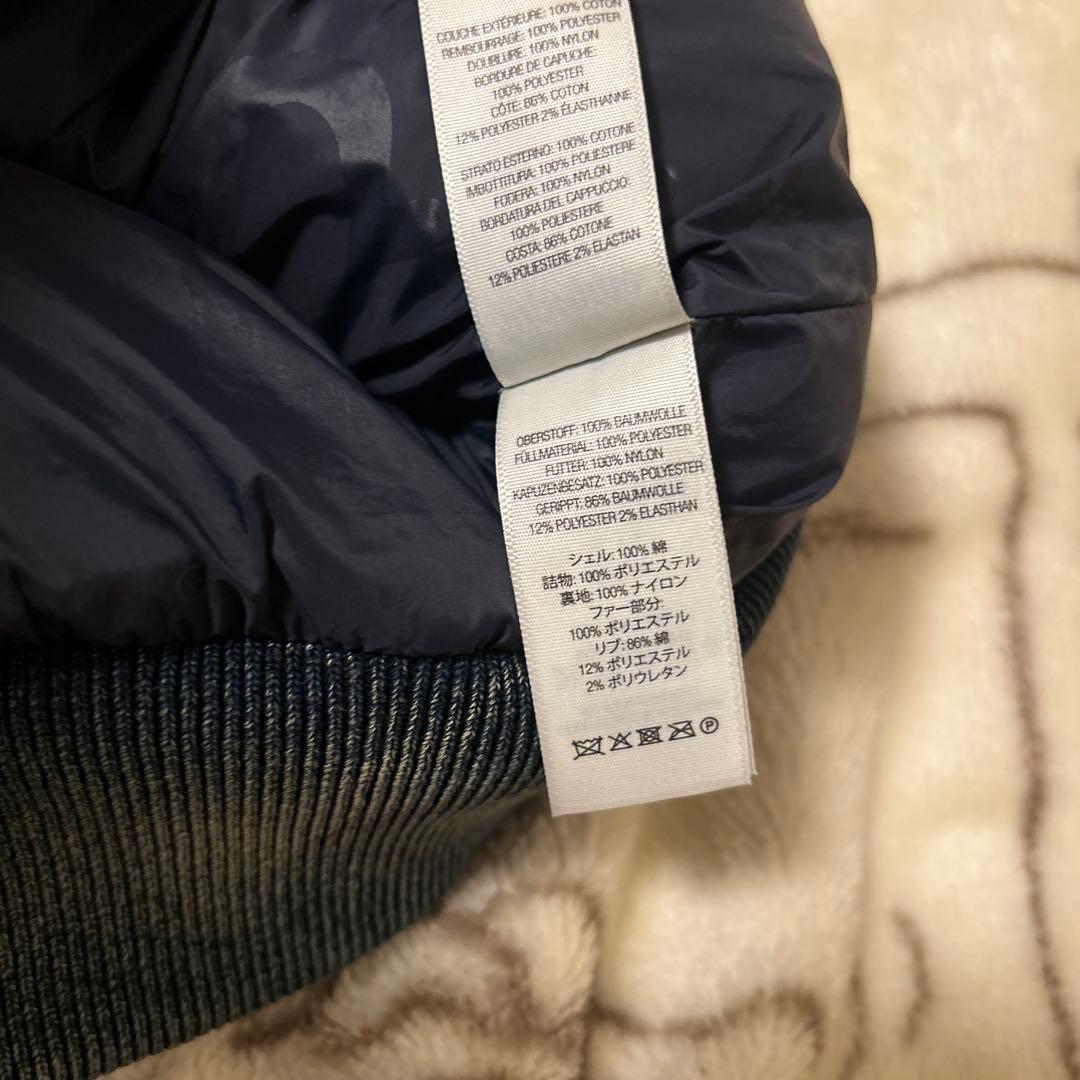 COUCHE EXTÉRIEURE: 100% COTON
REMBOURRAGE: 100% POLYESTER
DOUBLURE: 100% NYLON
BORDURE DE CAPUCHE
100% POLYESTER
CÔTE: 86% COTON
12% POLYESTER 2% ÉLASTHANNE
STRATO ESTERNO: 100% COTONE
IMBOTTITURA: 100% POLIESTERE
FODERA: 100% NYLON
BORDATURA DEL CAPPUCCIO:
100% POLIESTERE
COSTA: 86% COTONE
12% POLIESTERE 2% ELASTAN
OBERSTOFF: 100% BAUMWOLLE
FÜLLMATERIAL: 100% POLYESTER
FUTTER: 100% NYLON
KAPUZENBESATZ: 100% POLYESTER
GERIPPT: 86% BAUMWOLLE
12% POLYESTER 2% ELASTHAN
シェル: 100% 綿
詰物: 100% ポリエステル
裏地: 100% ナイロン
ファー部分:
100% ポリエステル
リブ: 86% 綿
12% ポリエステル
2% ポリウレタン
P